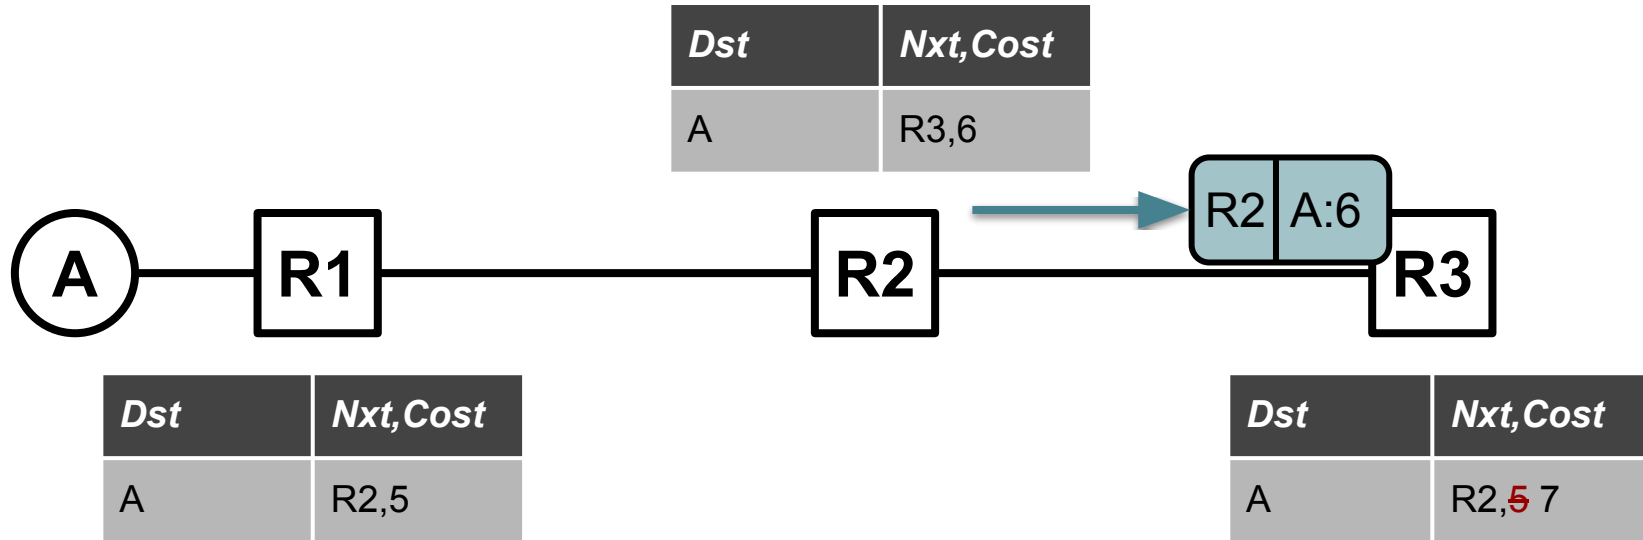 Dst Nxt,Cost
A R3,6
R2 A:6
A R1 R2 R3
Dst Nxt,Cost
A R2,5
Dst Nxt,Cost
A R2,5 7